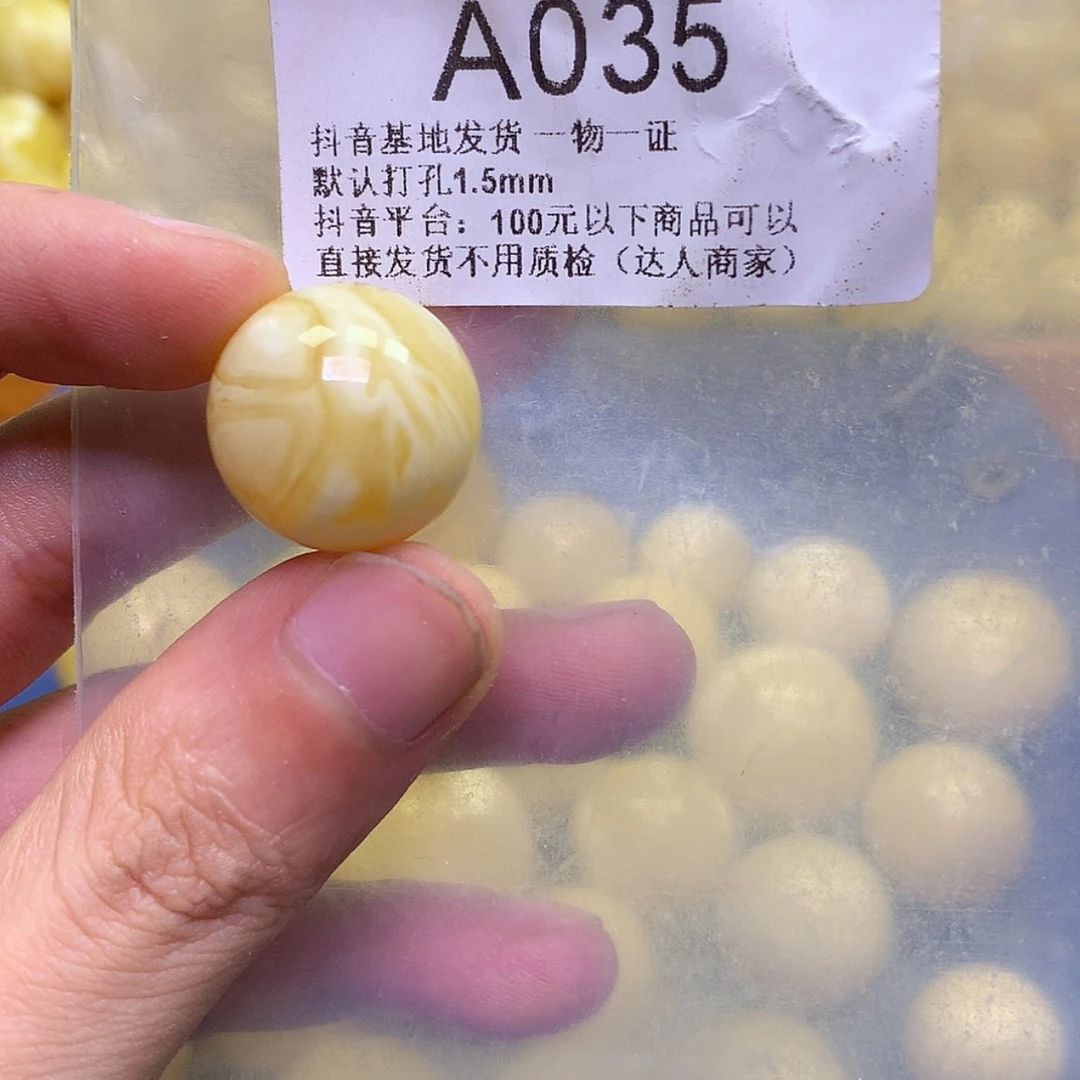 A035
抖音基地发货 一物一证
默认打孔1.5mm
抖音平台：100元以下商品可以
直接发货不用质检（达人商家）